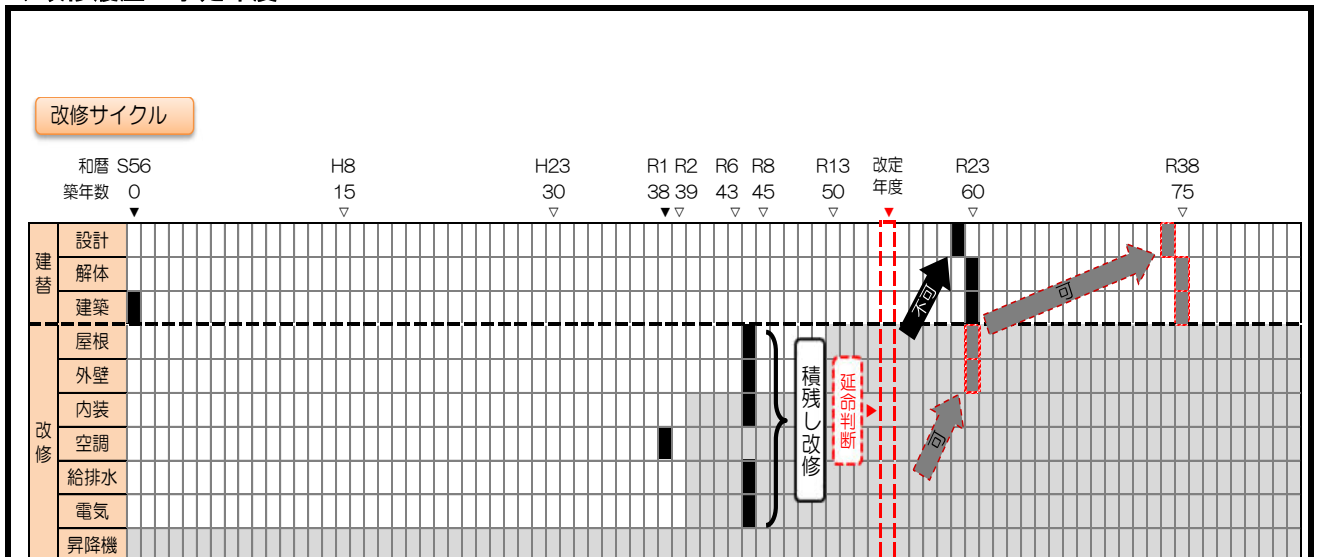 改修サイクル
和暦 S56 H8 H23 R1 R2 R6 R8 R13 改定年度 R23 R38
築年数 0 15 30 38 39 43 45 50 60 75
建替
設計
解体
建築
改修
屋根
外壁
内装
空調
給排水
電気
昇降機
積残し改修
延命判断
不可
可
可